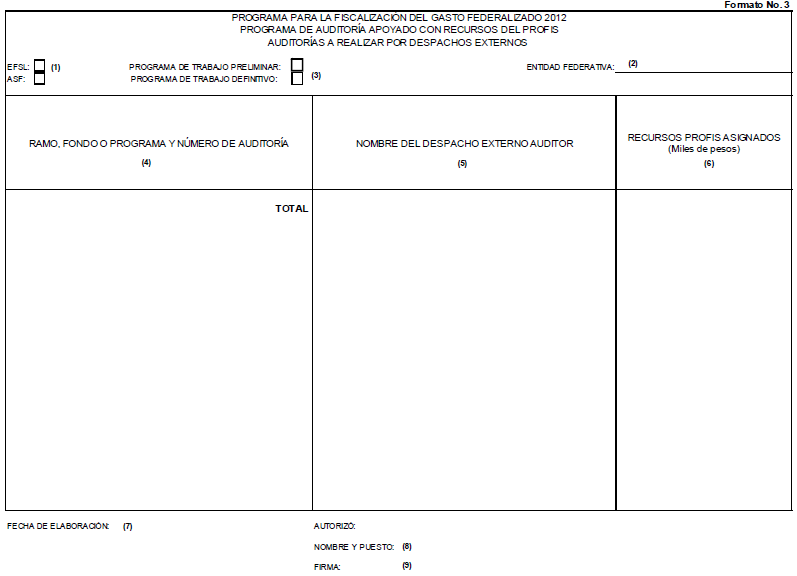 Formato No. 3
PROGRAMA PARA LA FISCALIZACIÓN DEL GASTO FEDERALIZADO 2012
PROGRAMA DE AUDITORÍA APOYADO CON RECURSOS DEL PROFIS
AUDITORÍAS A REALIZAR POR DESPACHOS EXTERNOS
EFSL: (1) PROGRAMA DE TRABAJO PRELIMINAR: ENTIDAD FEDERATIVA: (2)
ASF: PROGRAMA DE TRABAJO DEFINITIVO: (3)
RAMO, FONDO O PROGRAMA Y NÚMERO DE AUDITORÍA
(4)
NOMBRE DEL DESPACHO EXTERNO AUDITOR
(5)
RECURSOS PROFIS ASIGNADOS
(Miles de pesos)
(6)
TOTAL
FECHA DE ELABORACIÓN: (7) AUTORIZÓ:
NOMBRE Y PUESTO: (8)
FIRMA: (9)